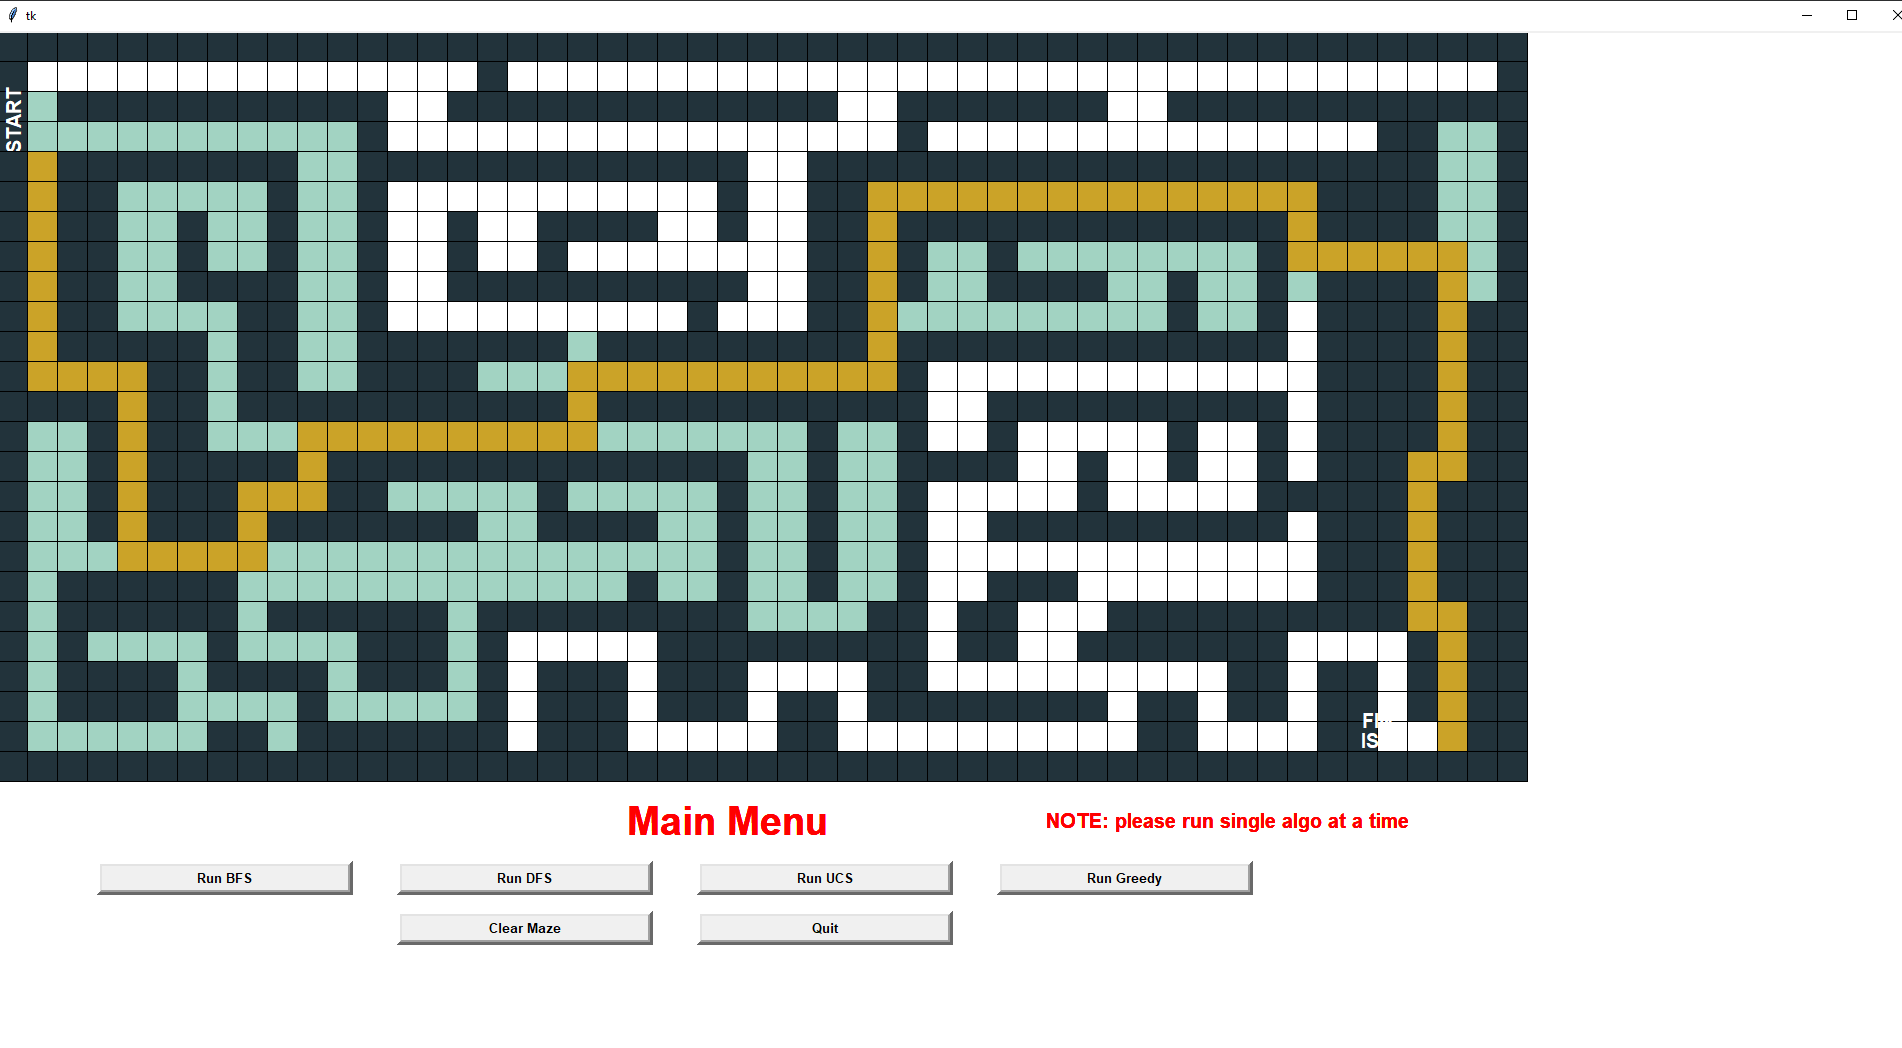 tk
START
IS
Main Menu
NOTE: please run single algo at a time
Run BFS
Run DFS
Run UCS
Run Greedy
Clear Maze
Quit